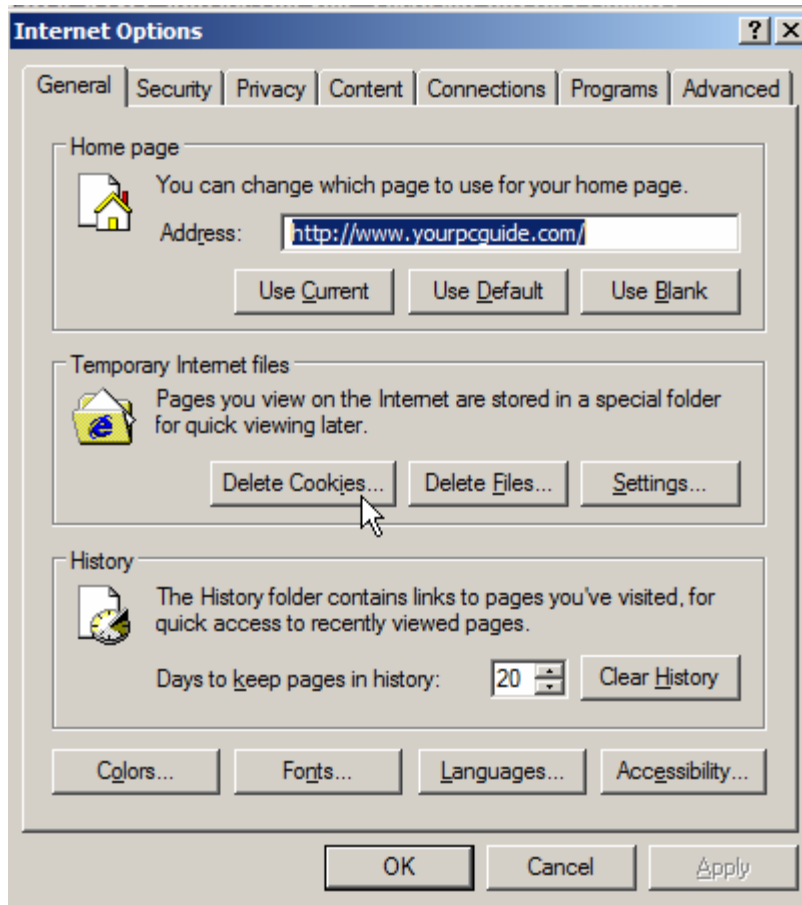 Internet Options
General Security Privacy Content Connections Programs Advanced
Home page
You can change which page to use for your home page.
Address: http://www.yourpcguide.com/
Use Current Use Default Use Blank
Temporary Internet files
Pages you view on the Internet are stored in a special folder
for quick viewing later.
Delete Cookies... Delete Files... Settings...
History
The History folder contains links to pages you've visited, for
quick access to recently viewed pages.
Days to keep pages in history: 20 Clear History
Colors... Fonts... Languages... Accessibility...
OK Cancel Apply